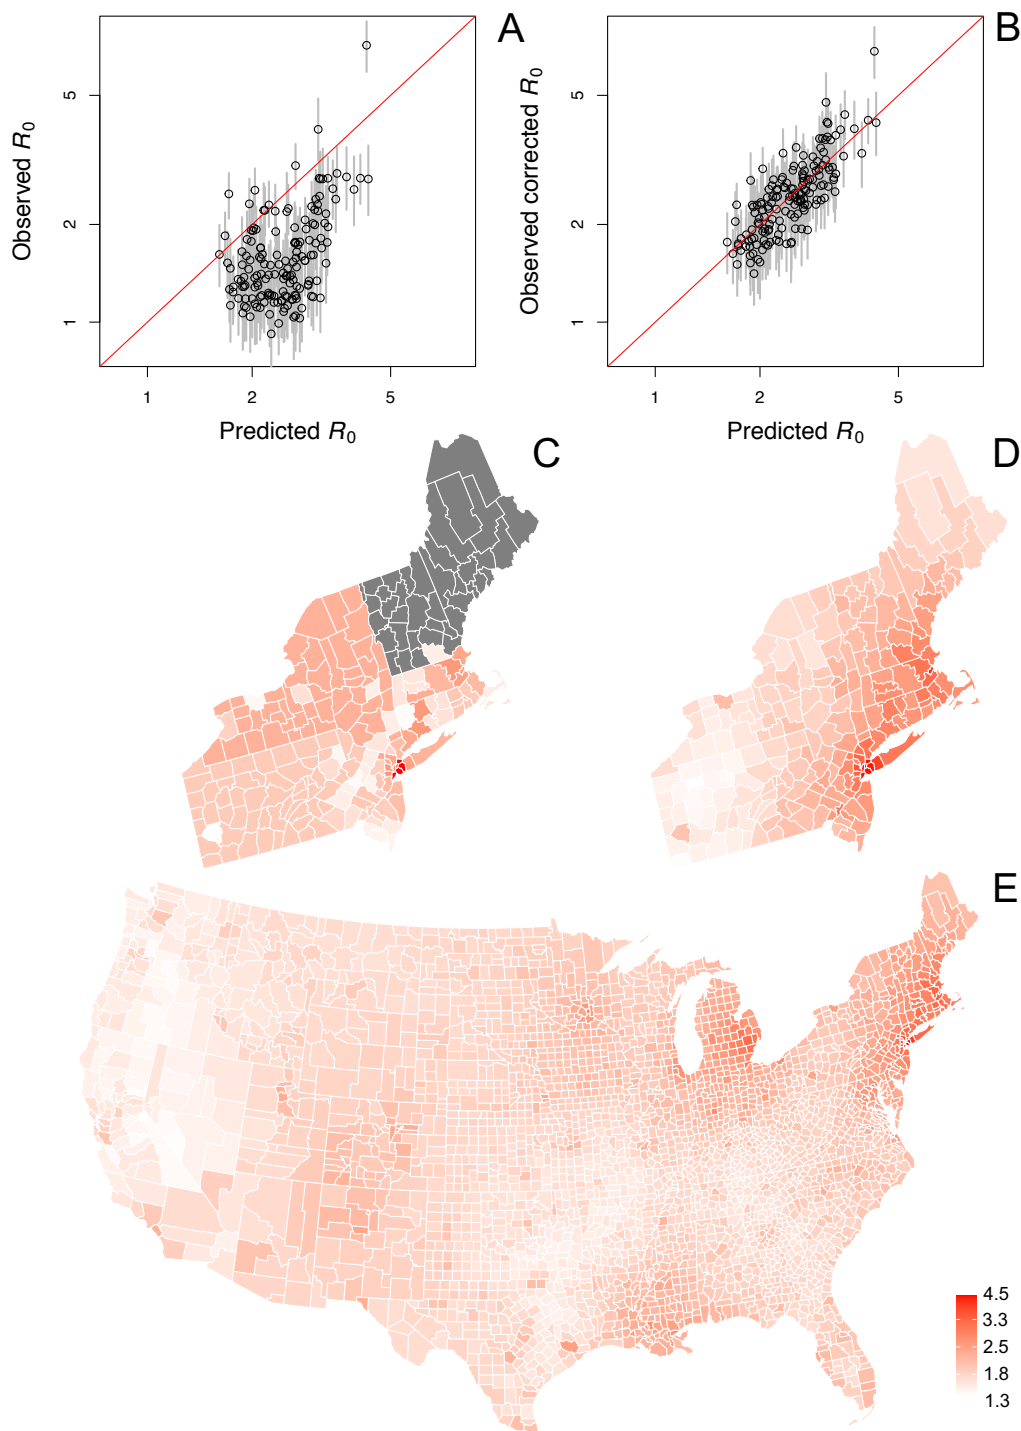 A
Observed R0
5
2
1
1 2 5
Predicted R0
B
Observed corrected R0
5
2
1
1 2 5
Predicted R0
C
D
E
4.5
3.3
2.5
1.8
1.3